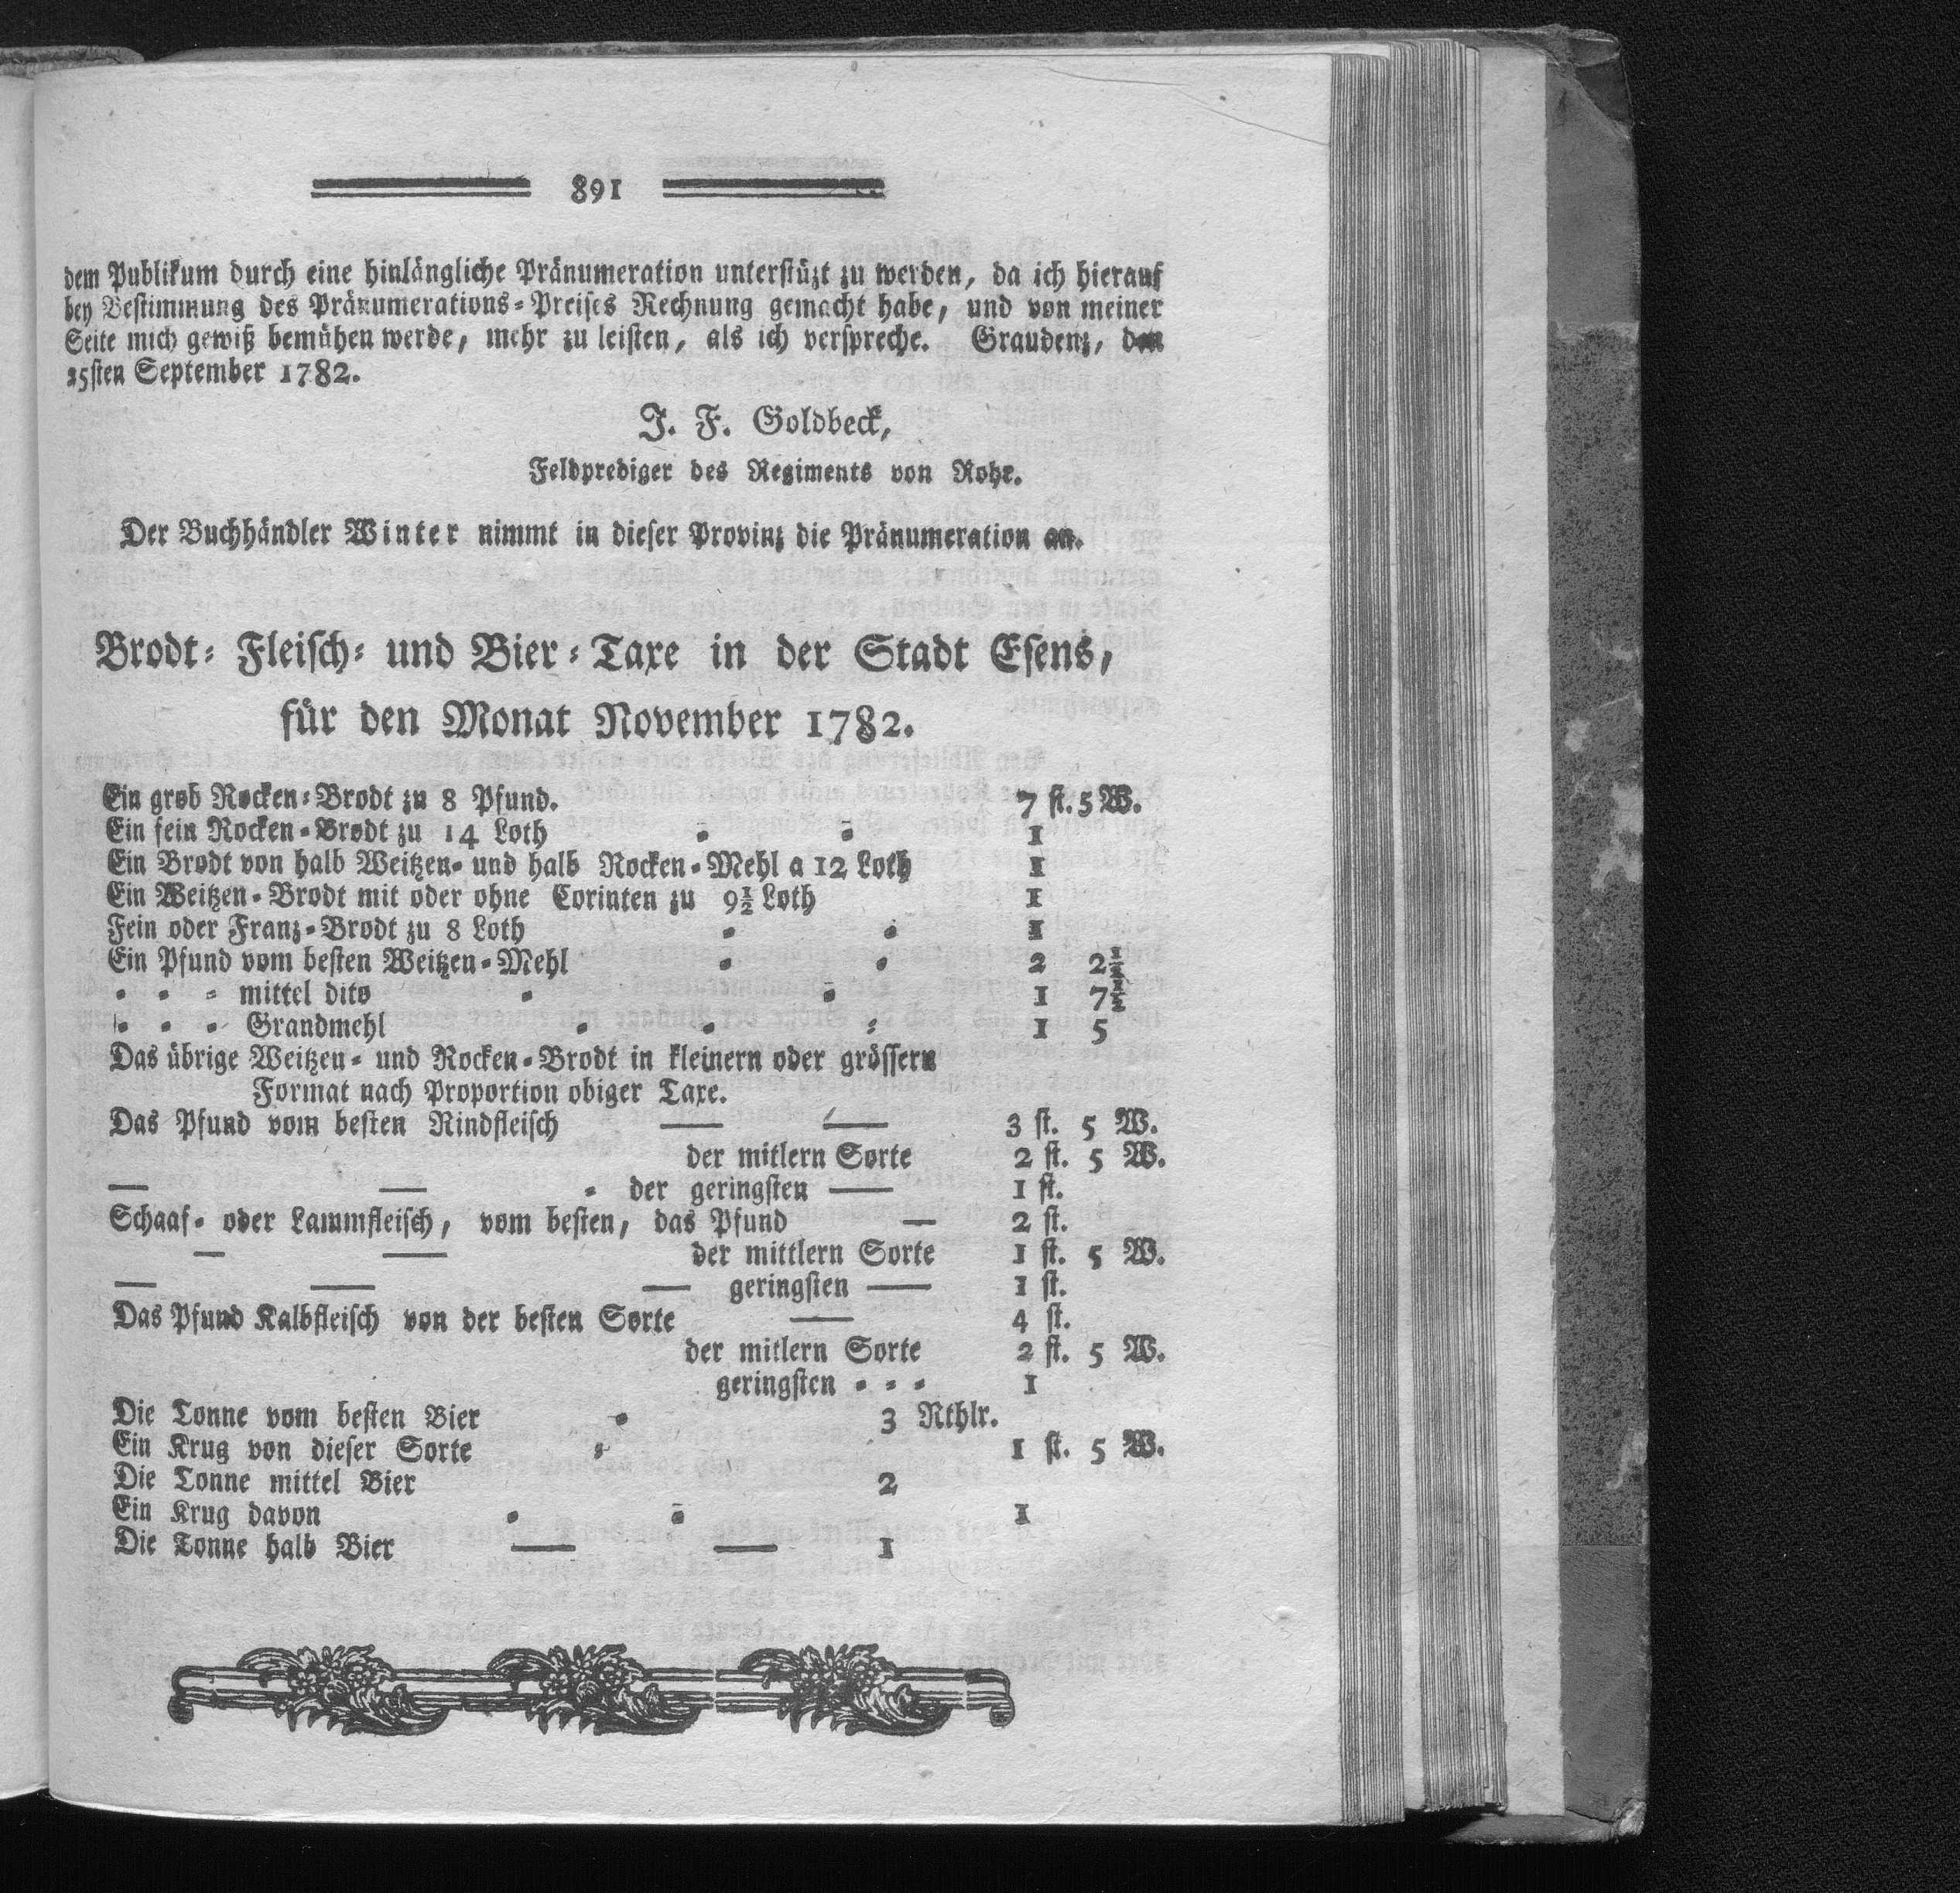 891
dem Publikum durch eine hinlängliche Pränumeration unterstüzt zu werden, da ich hierauf
bey Bestimmung des Pränumerations-Preises Rechnung gemacht habe, und von meiner
Seite mich gewiß bemühen werde, mehr zu leisten, als ich verspreche. Graudenz, den
25sten September 1782.
J. F. Goldbeck,
Feldprediger des Regiments von Rohr.
Der Buchhändler Winter nimmt in dieser Provinz die Pränumeration an.
Brodt- Fleisch- und Bier-Taxe in der Stadt Esens,
für den Monat November 1782.
Ein grob Rocken-Brodt zu 8 Pfund. 7 st. 5 W.
Ein fein Rocken-Brodt zu 14 Loth - - 1
Ein Brodt von halb Weitzen- und halb Rocken-Mehl a 12 Loth 1
Ein Weitzen-Brodt mit oder ohne Corinten zu 9½ Loth 1
Fein oder Franz-Brodt zu 8 Loth - - 1
Ein Pfund vom besten Weitzen-Mehl - - 2 2½
- - - mittel dito - - 1 7½
- - - Grandmehl - - - 1 5
Das übrige Weitzen- und Rocken-Brodt in kleinern oder grössern
Format nach Proportion obiger Taxe.
Das Pfund vom besten Rindfleisch — — 3 st. 5 W.
der mitlern Sorte 2 st. 5 W.
— — - der geringsten — 1 st.
Schaaf- oder Lammfleisch, vom besten, das Pfund — 2 st.
— — der mittlern Sorte 1 st. 5 W.
— — — geringsten — 1 st.
Das Pfund Kalbfleisch von der besten Sorte — 4 st.
der mitlern Sorte 2 st. 5 W.
geringsten - - - 1
Die Tonne vom besten Bier - 3 Rthlr.
Ein Krug von dieser Sorte - 1 st. 5 W.
Die Tonne mittel Bier 2
Ein Krug davon - - 1
Die Tonne halb Bier — — 1